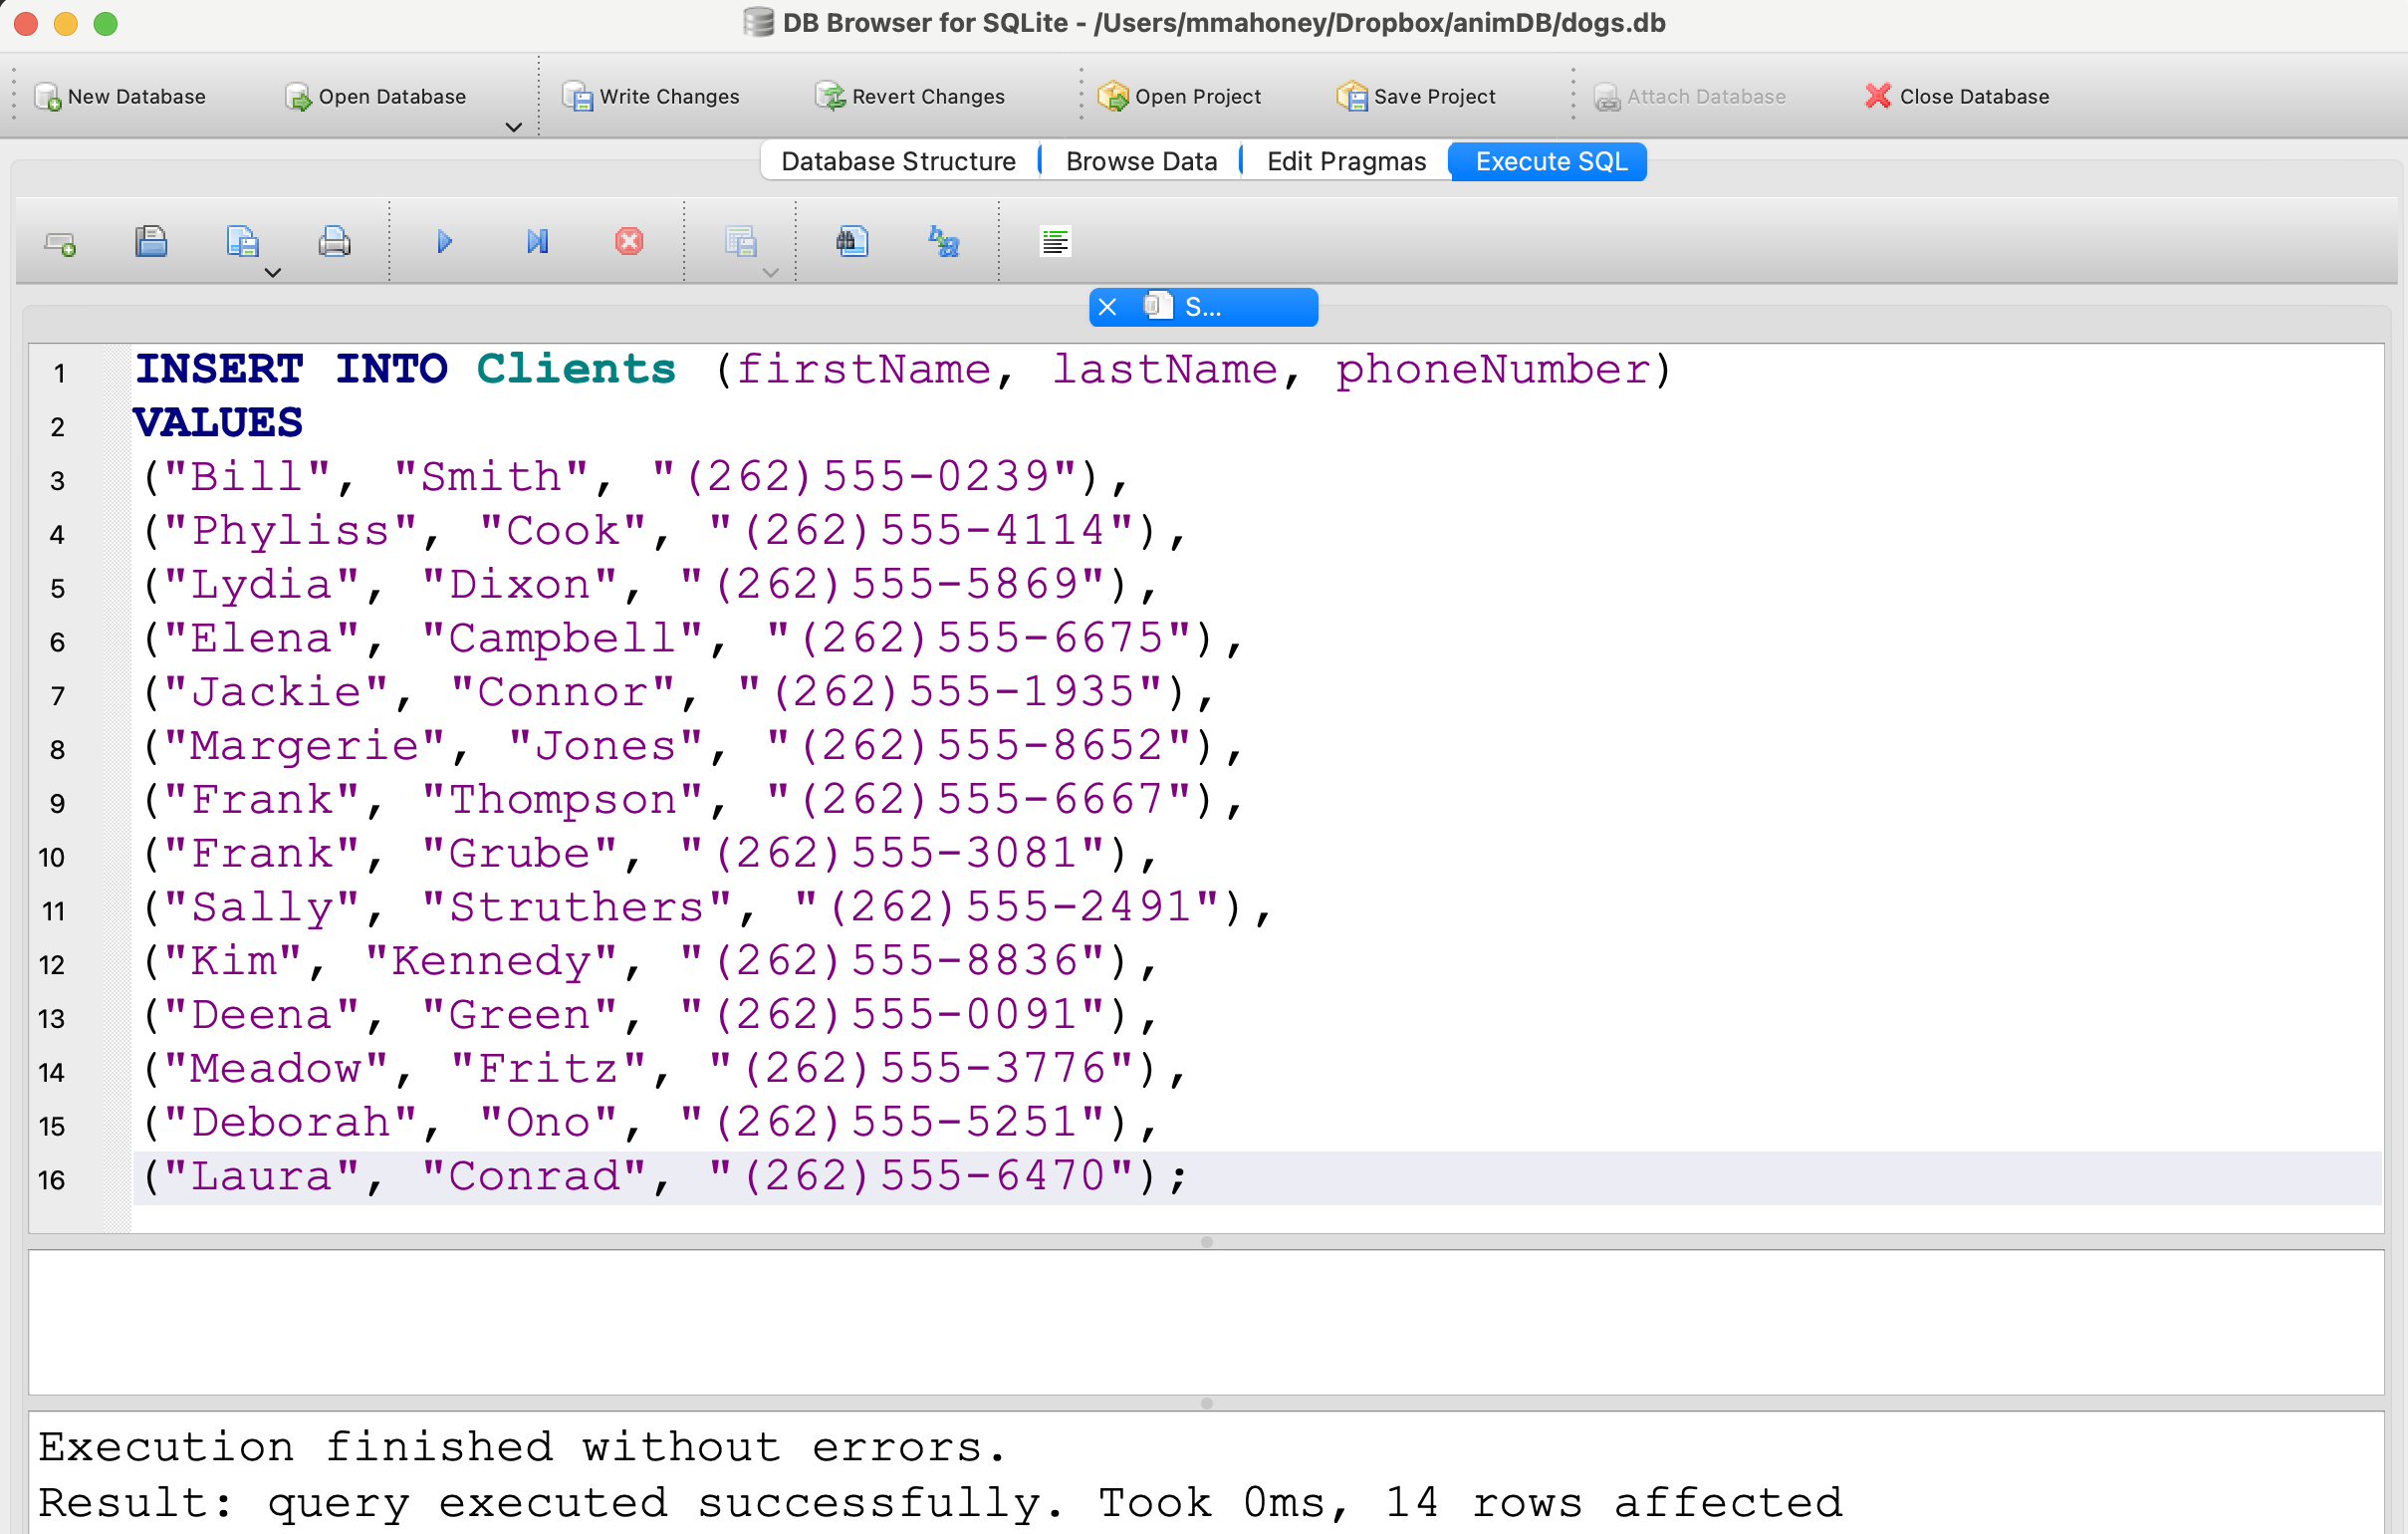 DB Browser for SQLite - /Users/mmahoney/Dropbox/animDB/dogs.db
New Database Open Database Write Changes Revert Changes Open Project Save Project Attach Database Close Database
Database Structure Browse Data Edit Pragmas Execute SQL
S...
1 INSERT INTO Clients (firstName, lastName, phoneNumber)
2 VALUES
3 ("Bill", "Smith", "(262)555-0239"),
4 ("Phyliss", "Cook", "(262)555-4114"),
5 ("Lydia", "Dixon", "(262)555-5869"),
6 ("Elena", "Campbell", "(262)555-6675"),
7 ("Jackie", "Connor", "(262)555-1935"),
8 ("Margerie", "Jones", "(262)555-8652"),
9 ("Frank", "Thompson", "(262)555-6667"),
10 ("Frank", "Grube", "(262)555-3081"),
11 ("Sally", "Struthers", "(262)555-2491"),
12 ("Kim", "Kennedy", "(262)555-8836"),
13 ("Deena", "Green", "(262)555-0091"),
14 ("Meadow", "Fritz", "(262)555-3776"),
15 ("Deborah", "Ono", "(262)555-5251"),
16 ("Laura", "Conrad", "(262)555-6470");
Execution finished without errors.
Result: query executed successfully. Took 0ms, 14 rows affected